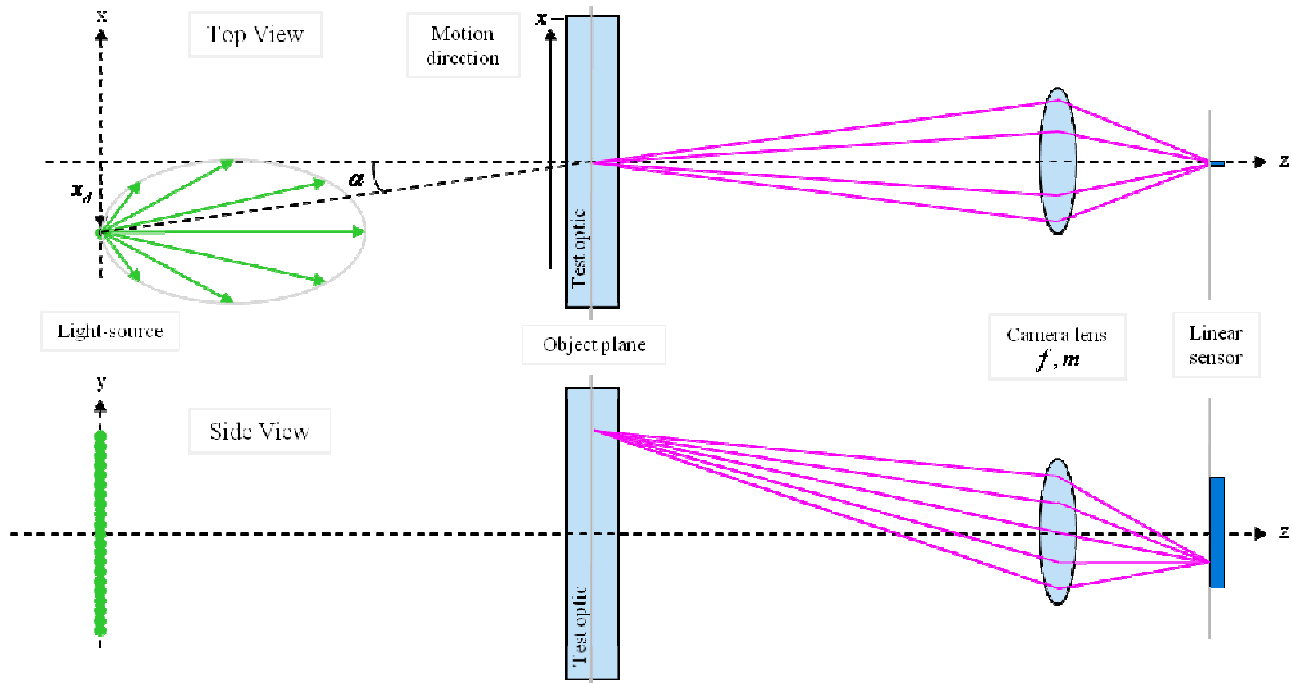 x
Top View
Motion
direction
x
x_d
α
Test optic
z
Light-source
Object plane
Camera lens
f, m
Linear
sensor
y
Side View
Test optic
z